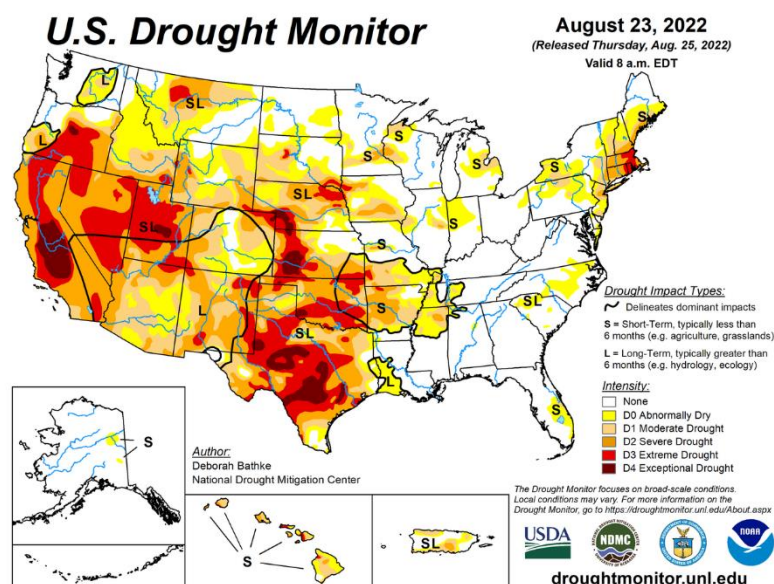 U.S. Drought Monitor
August 23, 2022
(Released Thursday, Aug. 25, 2022)
Valid 8 a.m. EDT
L
SL
S
S
L
S
S
S
S
SL
SL
S
S
L
S
SL
L
S
Drought Impact Types:
Delineates dominant impacts
S = Short-Term, typically less than
6 months (e.g. agriculture, grasslands)
L = Long-Term, typically greater than
6 months (e.g. hydrology, ecology)
Intensity:
None
D0 Abnormally Dry
D1 Moderate Drought
D2 Severe Drought
D3 Extreme Drought
D4 Exceptional Drought
S
Author:
Deborah Bathke
National Drought Mitigation Center
S
SL
The Drought Monitor focuses on broad-scale conditions.
Local conditions may vary. For more information on the
Drought Monitor, go to https://droughtmonitor.unl.edu/About.aspx
USDA
NDMC
NOAA
droughtmonitor.unl.edu